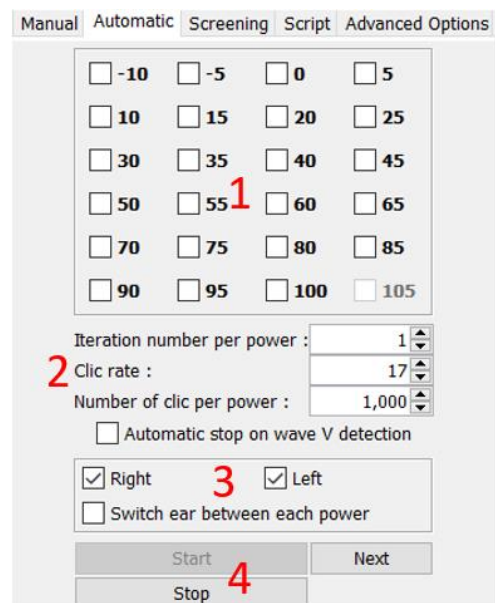 Manual Automatic Screening Script Advanced Options
-10 -5 0 5
10 15 20 25
30 35 40 45
1
50 55 60 65
70 75 80 85
90 95 100 105
Iteration number per power : 1
2 Clic rate : 17
Number of clic per power : 1,000
Automatic stop on wave V detection
Right 3 Left
Switch ear between each power
Start Next
4
Stop